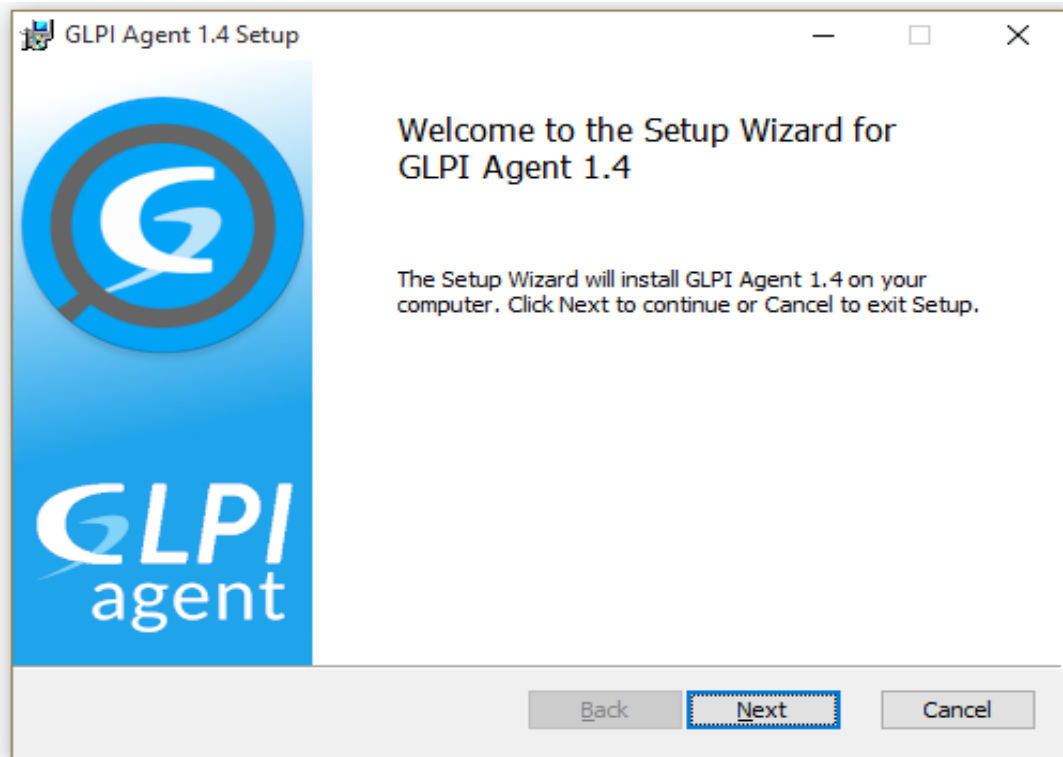 GLPI Agent 1.4 Setup
Welcome to the Setup Wizard for
GLPI Agent 1.4
The Setup Wizard will install GLPI Agent 1.4 on your
computer. Click Next to continue or Cancel to exit Setup.
GLPI
agent
Back
Next
Cancel